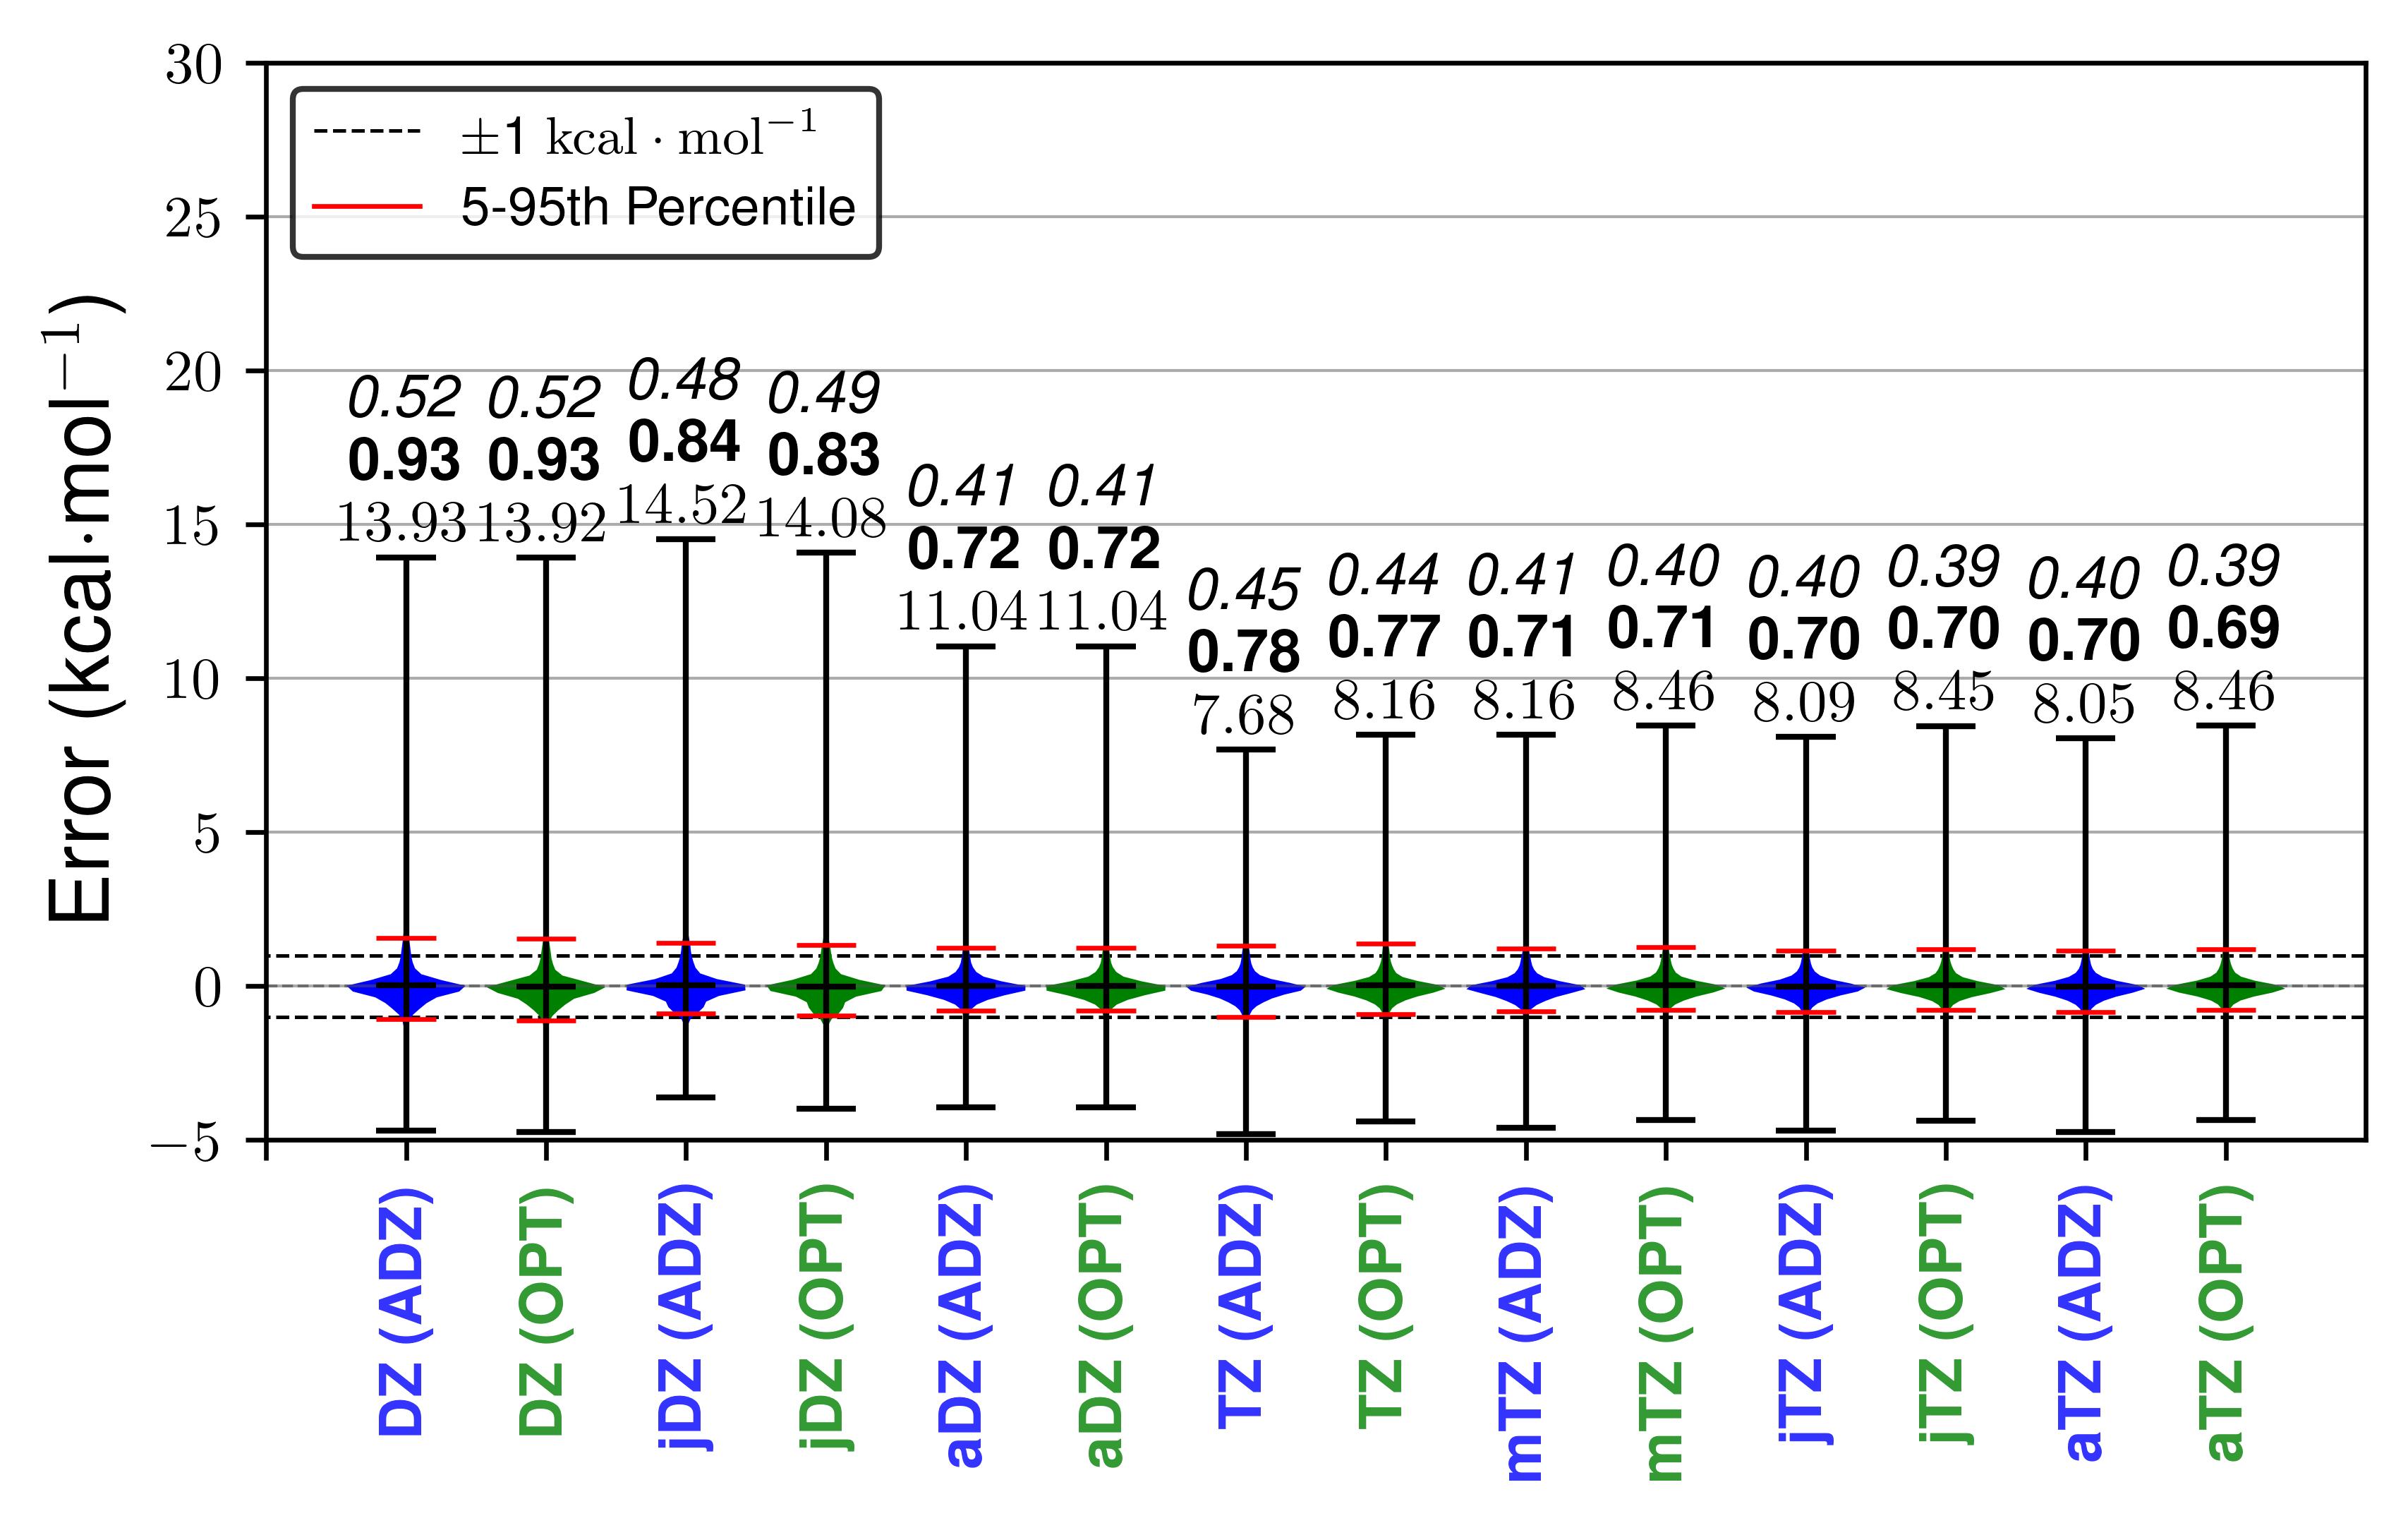 ±1 kcal · mol⁻¹
5-95th Percentile
Error (kcal·mol⁻¹)
30
25
20
15
10
5
0
−5
0.52 0.52 0.48 0.49 0.41 0.41 0.45 0.44 0.41 0.40 0.40 0.39 0.40 0.39
0.93 0.93 0.84 0.83 0.72 0.72 0.78 0.77 0.71 0.71 0.70 0.70 0.70 0.69
13.93 13.92 14.52 14.08 11.04 11.04 7.68 8.16 8.16 8.46 8.09 8.45 8.05 8.46
DZ (ADZ)
DZ (OPT)
jDZ (ADZ)
jDZ (OPT)
aDZ (ADZ)
aDZ (OPT)
TZ (ADZ)
TZ (OPT)
mTZ (ADZ)
mTZ (OPT)
jTZ (ADZ)
jTZ (OPT)
aTZ (ADZ)
aTZ (OPT)